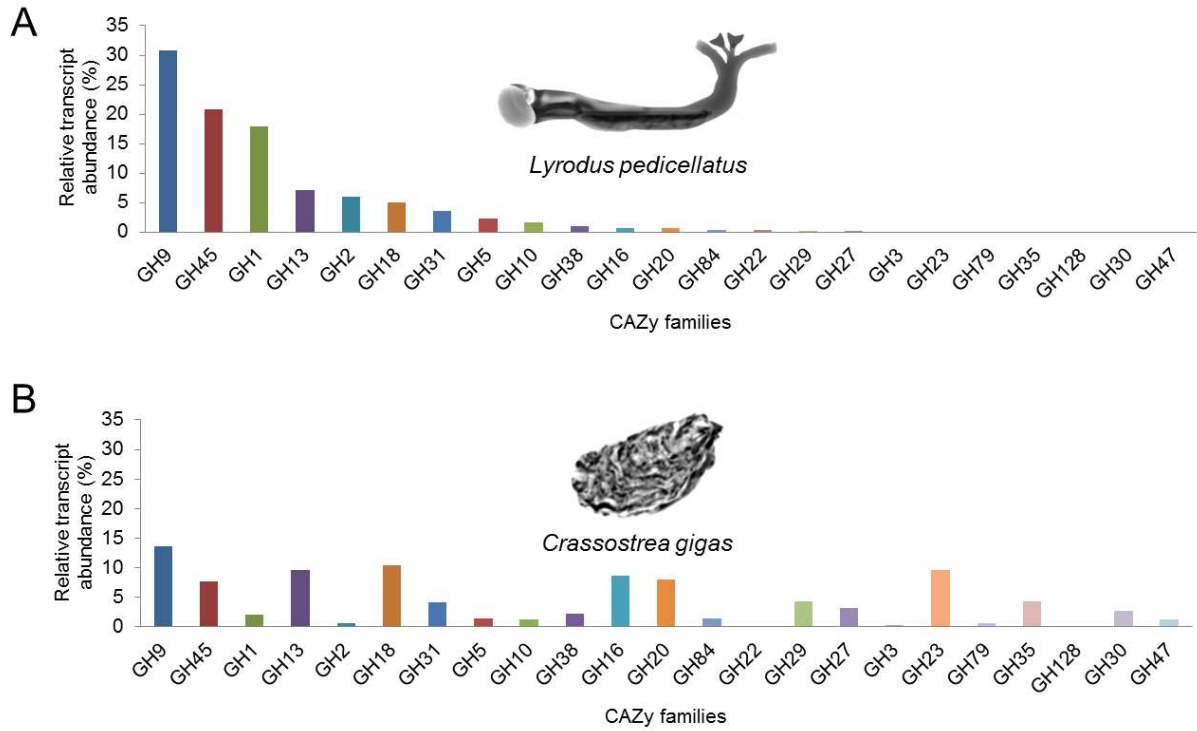 A
Relative transcript
abundance (%)
35
30
25
20
15
10
5
0
Lyrodus pedicellatus
GH9 GH45 GH1 GH13 GH2 GH18 GH31 GH5 GH10 GH38 GH16 GH20 GH84 GH22 GH29 GH27 GH3 GH23 GH79 GH35 GH128 GH30 GH47
CAZy families
B
Relative transcript
abundance (%)
35
30
25
20
15
10
5
0
Crassostrea gigas
GH9 GH45 GH1 GH13 GH2 GH18 GH31 GH5 GH10 GH38 GH16 GH20 GH84 GH22 GH29 GH27 GH3 GH23 GH79 GH35 GH128 GH30 GH47
CAZy families